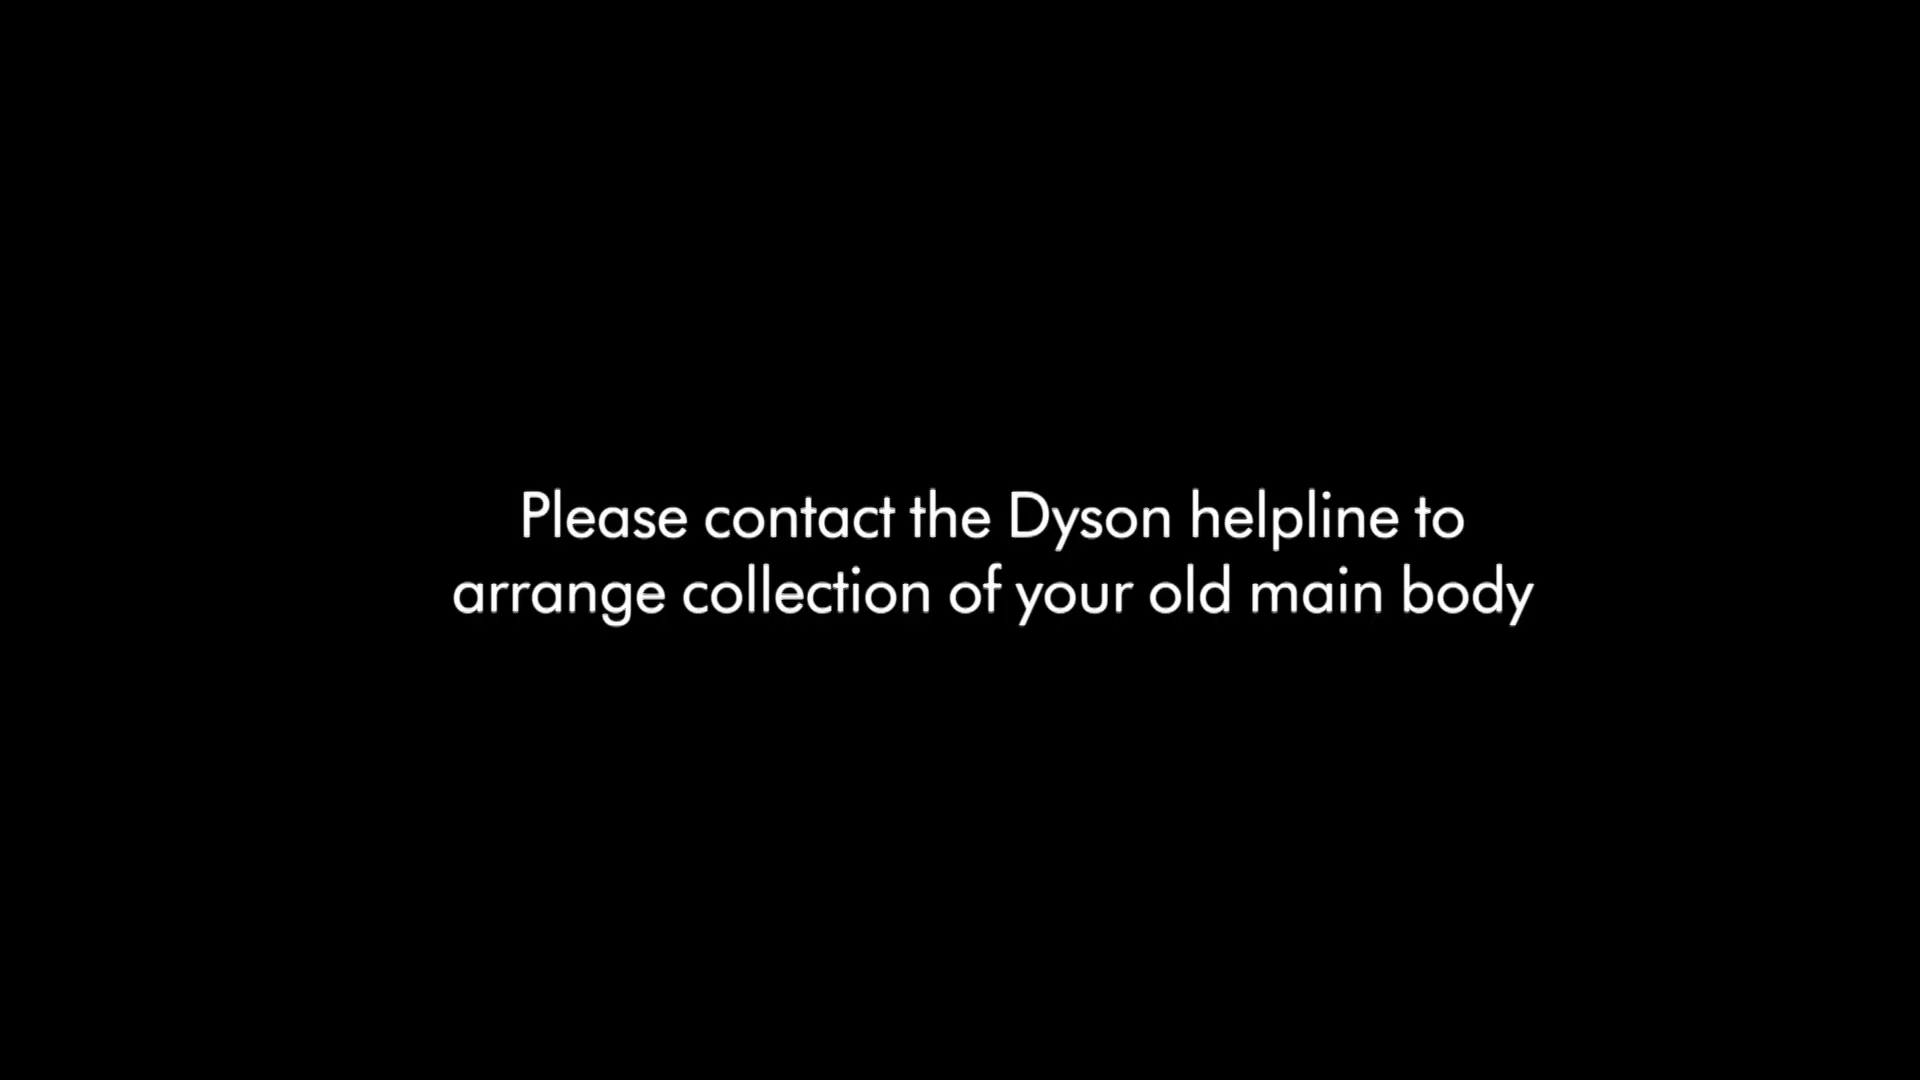 Please contact the Dyson helpline to
arrange collection of your old main body